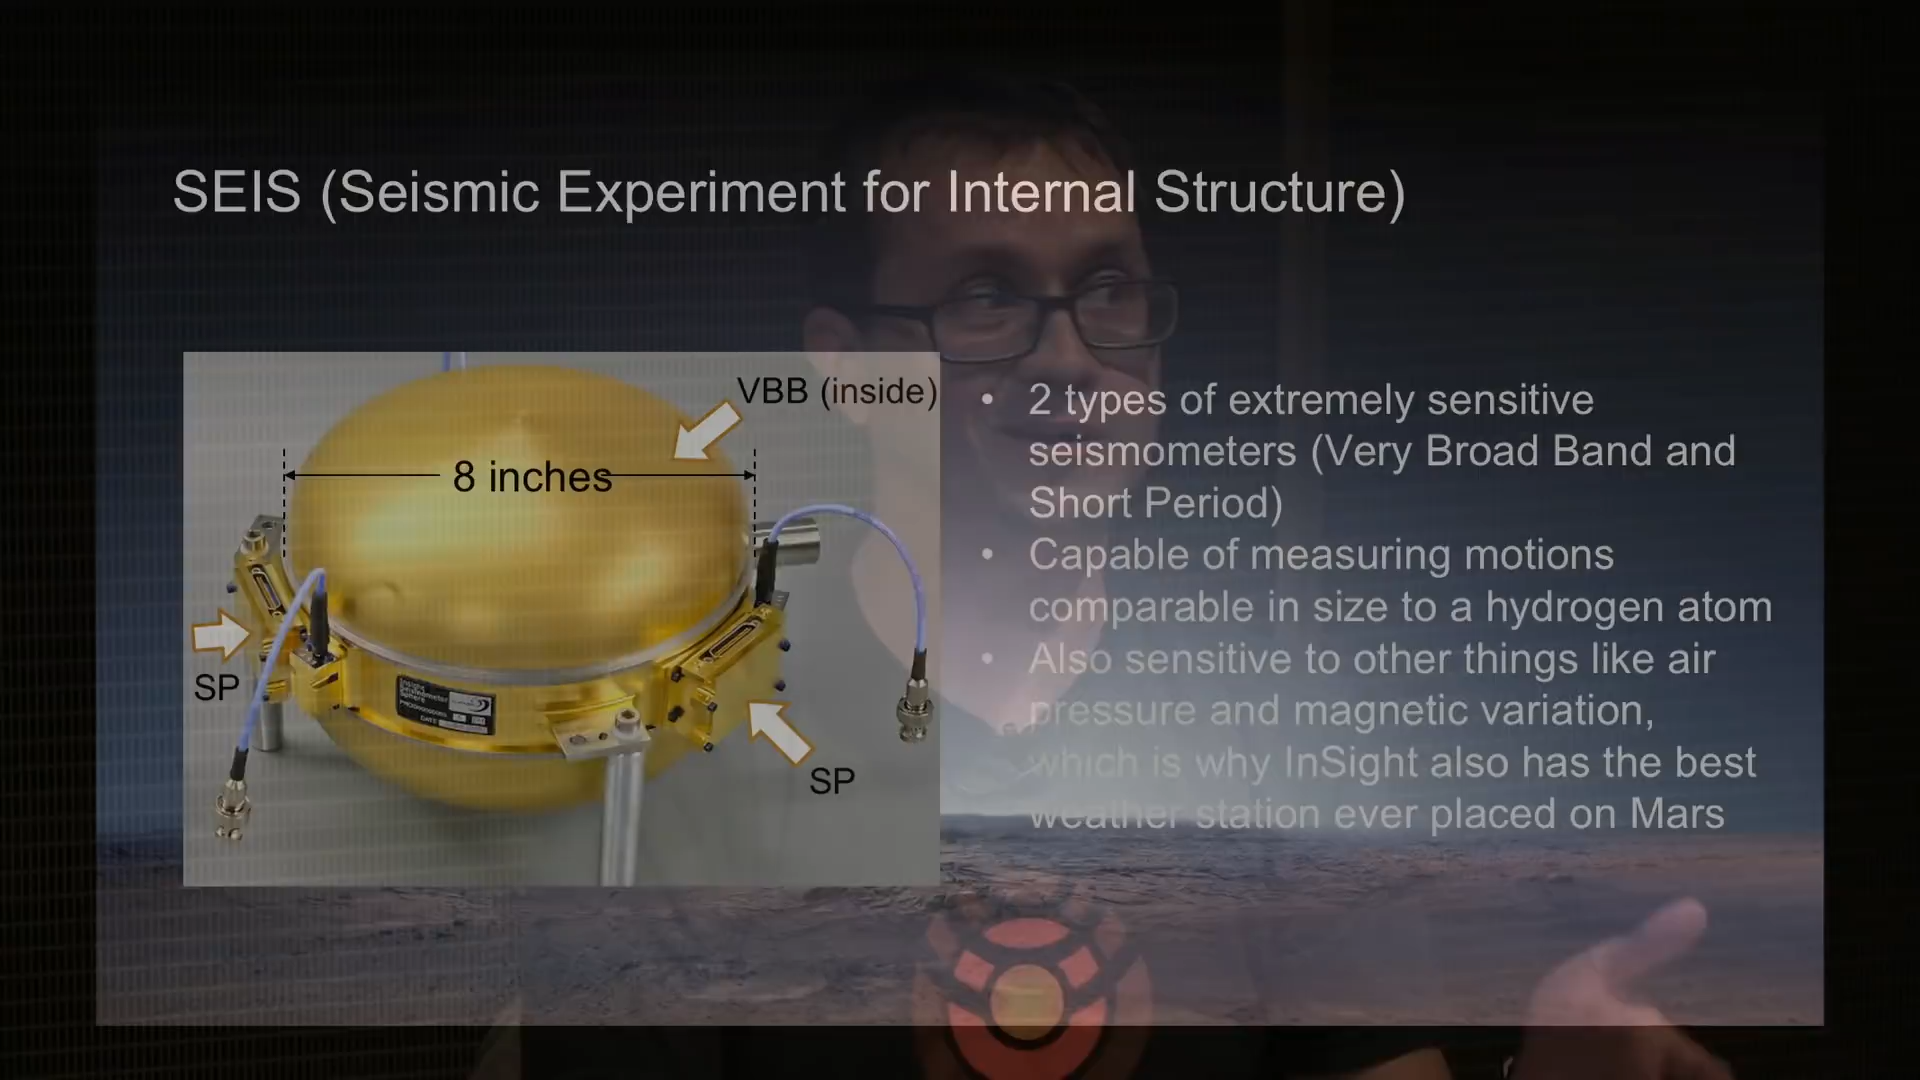 SEIS (Seismic Experiment for Internal Structure)
VBB (inside)
8 inches
SP
SP
Insight
Seismometer
Sphere
• 2 types of extremely sensitive
seismometers (Very Broad Band and
Short Period)
• Capable of measuring motions
comparable in size to a hydrogen atom
• Also sensitive to other things like air
pressure and magnetic variation,
which is why InSight also has the best
weather station ever placed on Mars